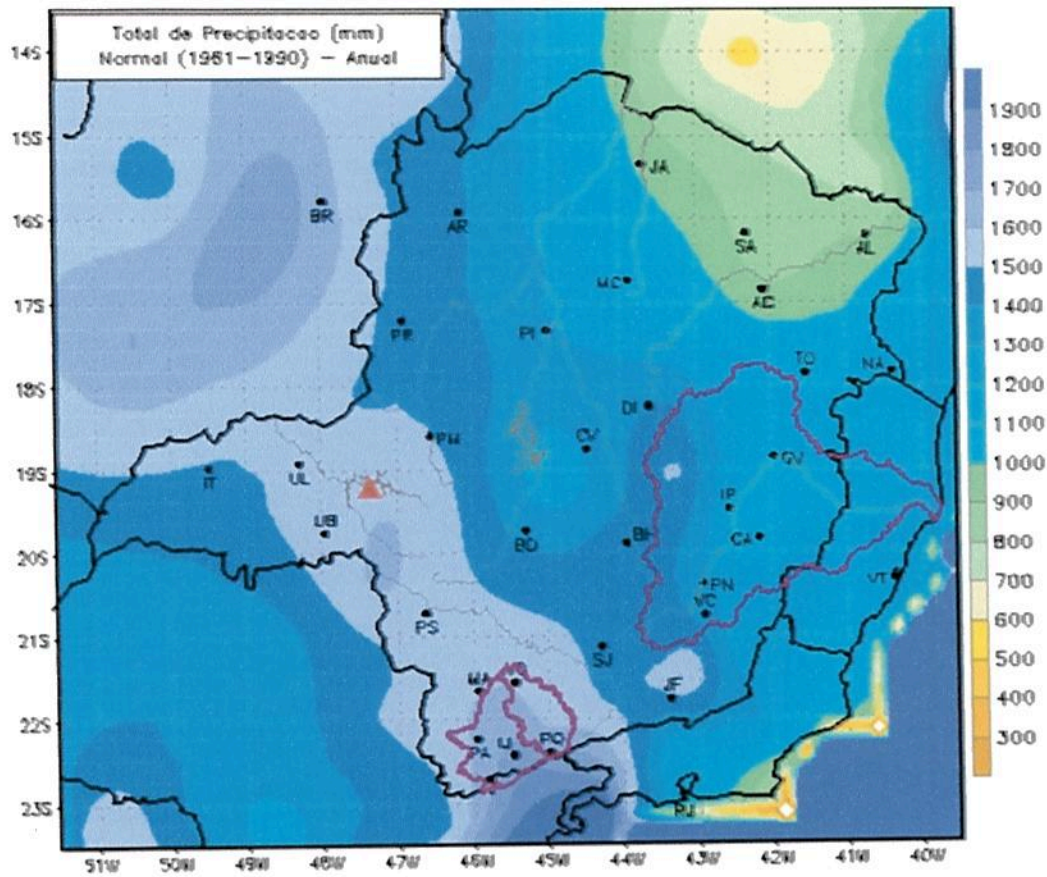 Total de Precipitacao (mm)
Normal (1961-1990) - Anual
14S
15S
16S
17S
18S
19S
20S
21S
22S
23S
JA
BR
AR
SA
AL
MC
AC
PR
PI
TO
NA
DI
PM
CV
GV
IT
UL
IP
UB
BD
BH
CA
PN
VC
VT
PS
SJ
MA
JF
PA
RJ
1900
1800
1700
1600
1500
1400
1300
1200
1100
1000
900
800
700
600
500
400
300
51W
50W
49W
48W
47W
46W
45W
44W
43W
42W
41W
40W